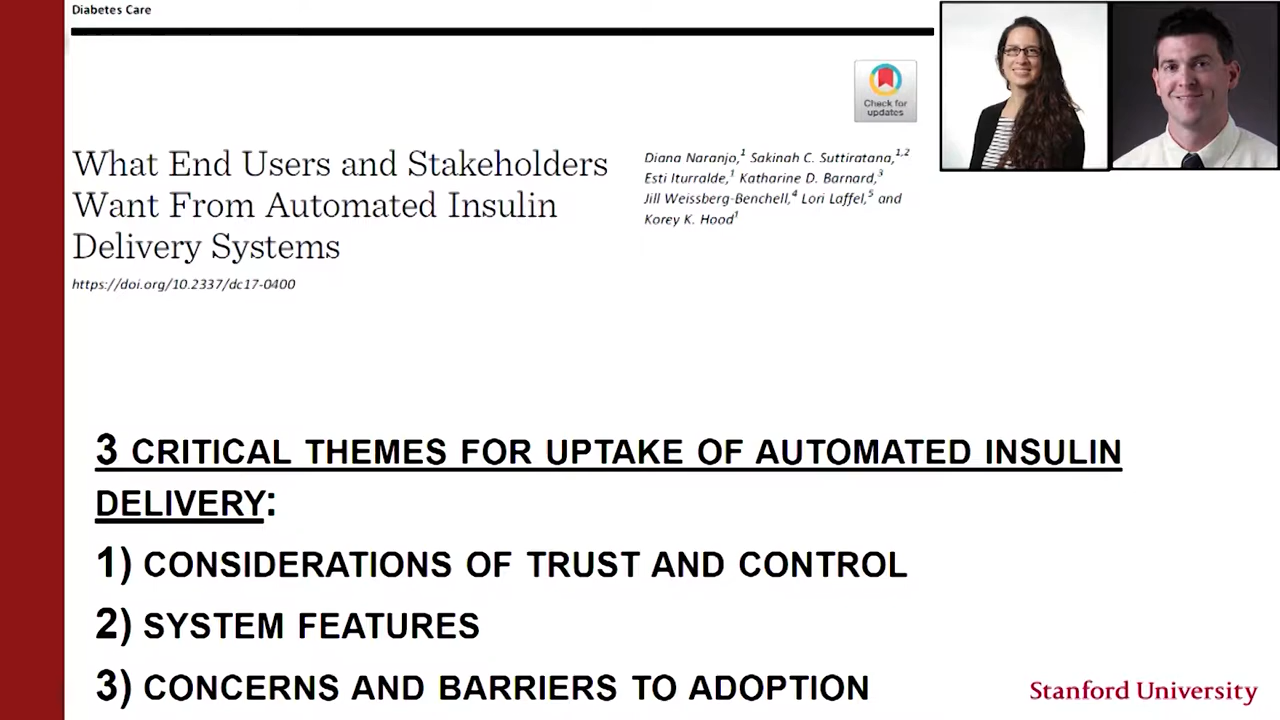 Diabetes Care
Check for
updates
What End Users and Stakeholders
Want From Automated Insulin
Delivery Systems
https://doi.org/10.2337/dc17-0400
Diana Naranjo,1 Sakinah C. Suttiratana,1,2
Esti Iturralde,1 Katharine D. Barnard,3
Jill Weissberg-Benchell,4 Lori Laffel,5 and
Korey K. Hood1
3 CRITICAL THEMES FOR UPTAKE OF AUTOMATED INSULIN
DELIVERY:
1) CONSIDERATIONS OF TRUST AND CONTROL
2) SYSTEM FEATURES
3) CONCERNS AND BARRIERS TO ADOPTION
Stanford University